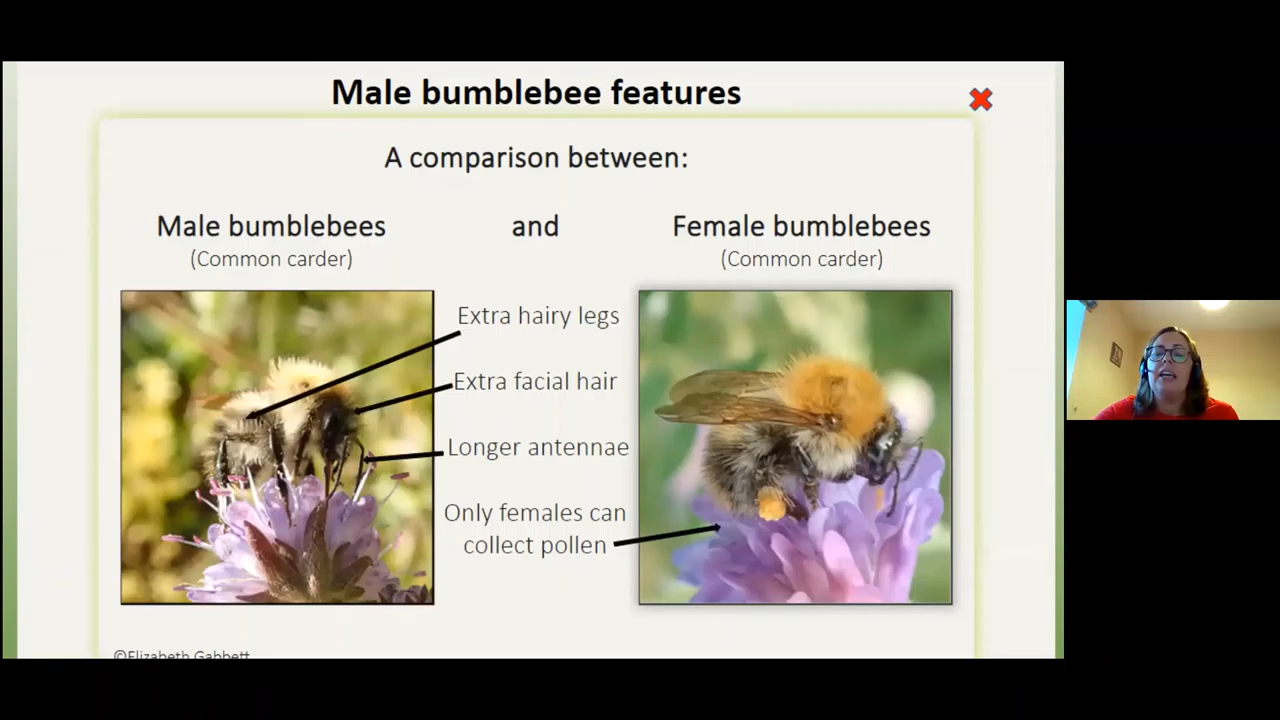 Male bumblebee features
A comparison between:
Male bumblebees and Female bumblebees
(Common carder) (Common carder)
Extra hairy legs
Extra facial hair
Longer antennae
Only females can
collect pollen
©Elizabeth Gabbett